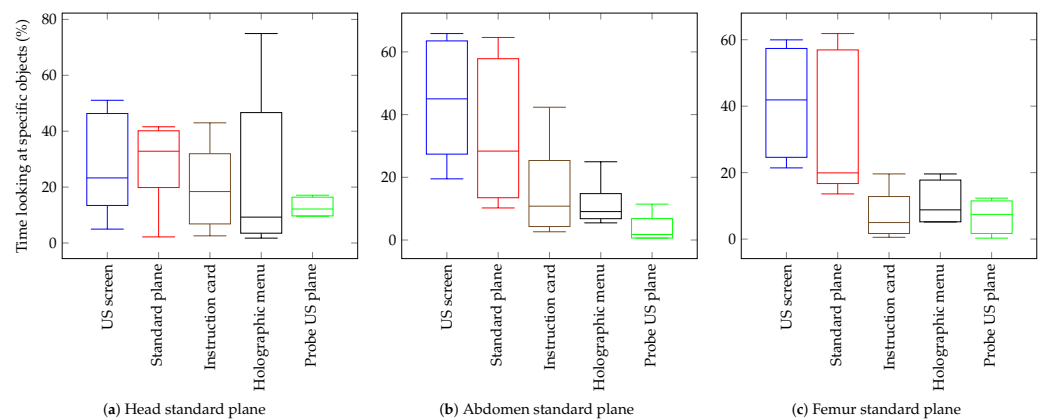 Time looking at specific objects (%)
80
60
40
20
0
US screen
Standard plane
Instruction card
Holographic menu
Probe US plane
(a) Head standard plane
60
40
20
0
US screen
Standard plane
Instruction card
Holographic menu
Probe US plane
(b) Abdomen standard plane
60
40
20
0
US screen
Standard plane
Instruction card
Holographic menu
Probe US plane
(c) Femur standard plane